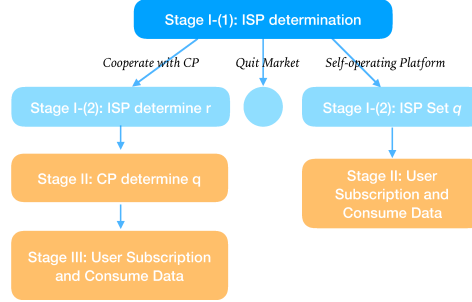 Stage I-(1): ISP determination
Cooperate with CP
Quit Market
Self-operating Platform
Stage I-(2): ISP determine r
Stage I-(2): ISP Set q
Stage II: CP determine q
Stage II: User
Subscription and
Consume Data
Stage III: User Subscription
and Consume Data